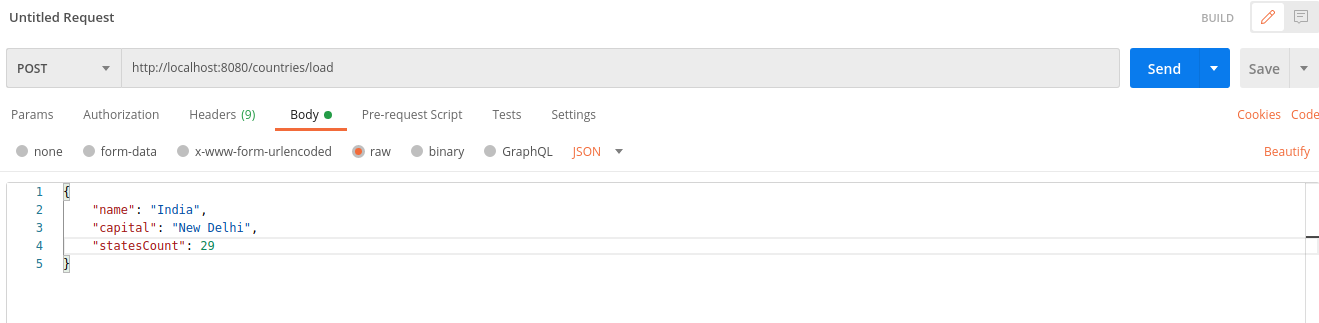 Untitled Request
BUILD
POST
http://localhost:8080/countries/load
Send
Save
Params Authorization Headers (9) Body Pre-request Script Tests Settings Cookies Code
none form-data x-www-form-urlencoded raw binary GraphQL JSON Beautify
1 {
2 "name": "India",
3 "capital": "New Delhi",
4 "statesCount": 29
5 }